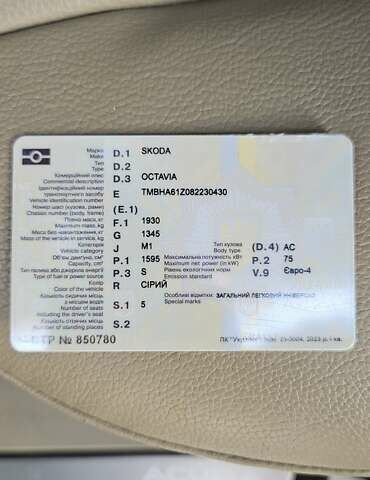 Марка
Make D.1 SKODA
Тип
Type D.2
Комерційний опис
Commercial description D.3 OCTAVIA
Ідентифікаційний номер
транспортного засобу
Vehicle identification number E TMBHA61Z082230430
Номер шасі (кузова, рами)
Chassis number (body, frame) (E.1)
Повна маса, кг
Maximum mass, kg F.1 1930
Маса без навантаження, кг
Mass of the vehicle in service, kg G 1345
Категорія
Category J M1 Тип кузова
Body type: (D.4) AC
Об'єм двигуна, см³
Capacity, cm³ P.1 1595 Максимальна потужність кВт
Maximum net power (in kW) P.2 75
Тип палива або джерела енергії
Type of fuel or power source P.3 S Рівень екологічних норм
Emission standard V.9 Євро-4
Колір
Color of the vehicle R СІРИЙ
Кількість сидячих
місць
з місцем водія
Number of seats
including the driver's seat S.1 5 Особливі відмітки: ЗАГАЛЬНИЙ ЛЕГКОВИЙ УНІВЕРСАЛ
Special marks
Кількість стоячих місць
Number of standing places S.2
СТР № 850780
2023 р. І кв.